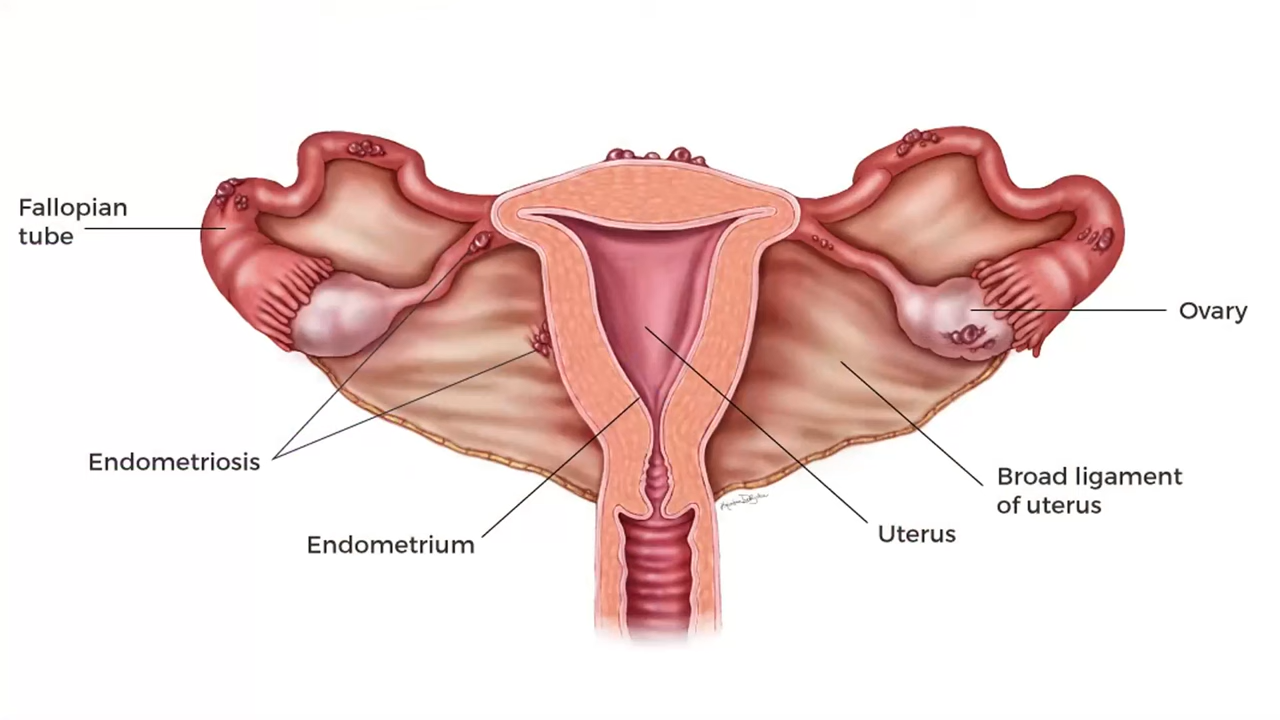 Fallopian
tube
Ovary
Endometriosis
Broad ligament
of uterus
Uterus
Endometrium